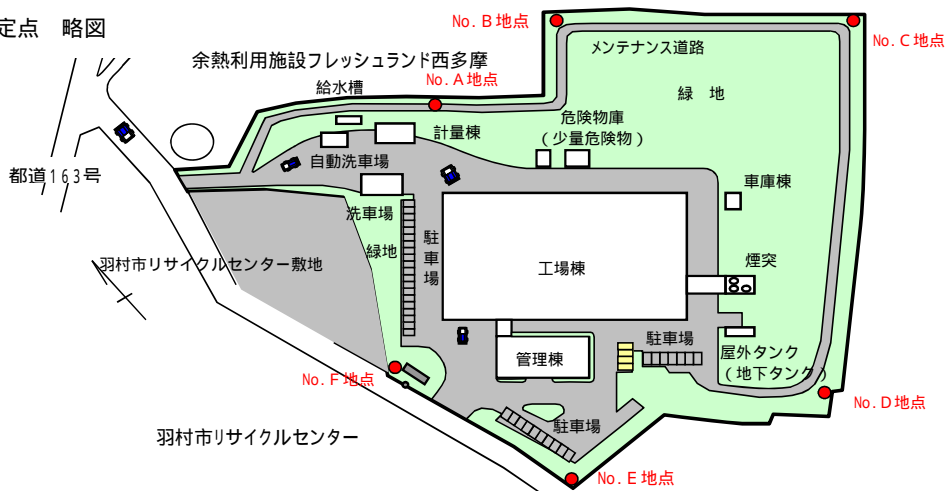 定点　略図
No. B 地点
No. C 地点
メンテナンス道路
余熱利用施設フレッシュランド西多摩
No. A 地点
給水槽
緑　地
危険物庫
（少量危険物）
計量棟
自動洗車場
都道163号
車庫棟
洗車場
緑地
駐車場
羽村市リサイクルセンター敷地
工場棟
煙突
駐車場
管理棟
屋外タンク
（地下タンク）
No. F 地点
No. D 地点
駐車場
羽村市リサイクルセンター
No. E 地点